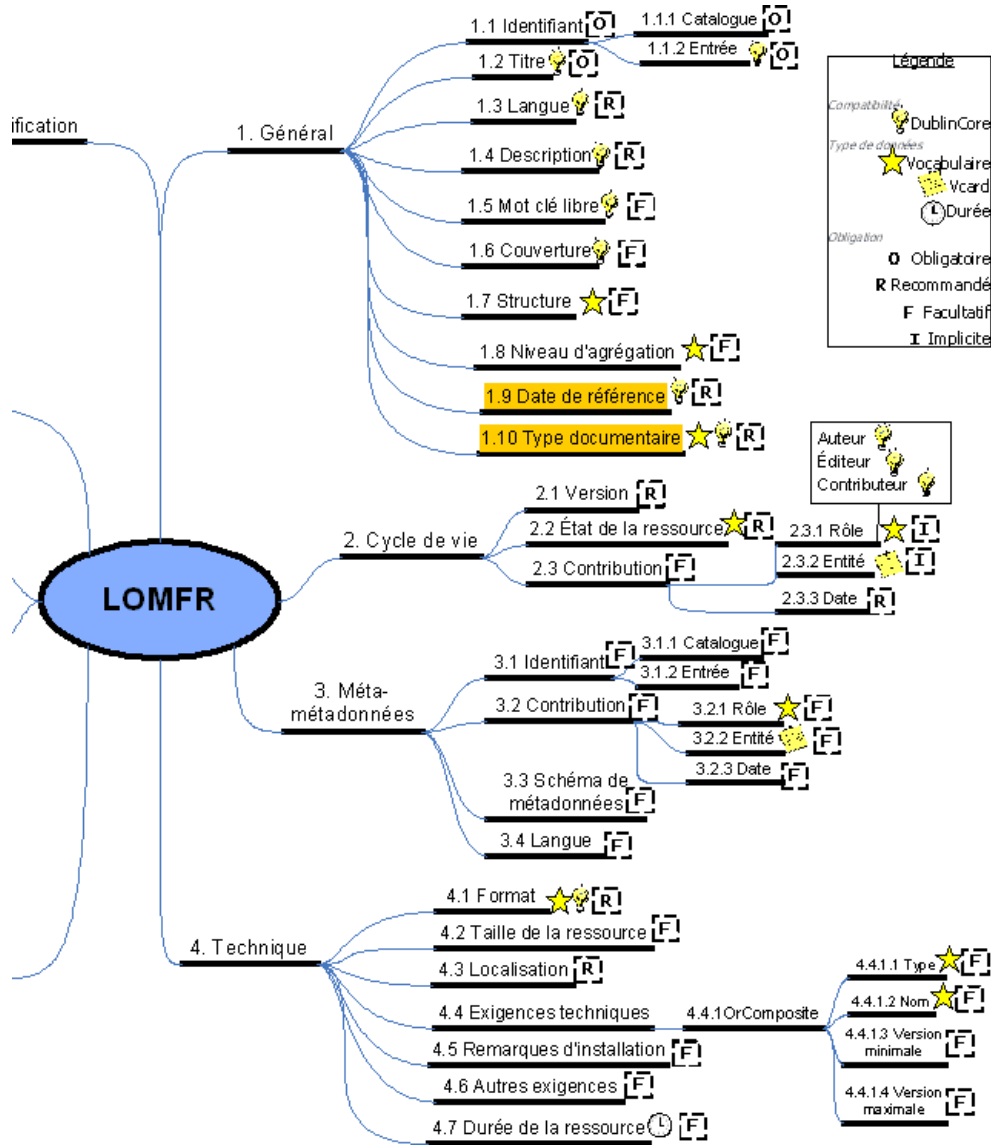 ification
LOMFR
1. Général
1.1 Identifiant O
1.1.1 Catalogue O
1.1.2 Entrée O
1.2 Titre O
1.3 Langue R
1.4 Description R
1.5 Mot clé libre F
1.6 Couverture F
1.7 Structure F
1.8 Niveau d'agrégation F
1.9 Date de référence R
1.10 Type documentaire R
Légende
Compatibilité
DublinCore
Type de données
Vocabulaire
Vcard
Durée
Obligation
O Obligatoire
R Recommandé
F Facultatif
I Implicite
2. Cycle de vie
2.1 Version R
2.2 État de la ressource R
2.3 Contribution F
Auteur
Éditeur
Contributeur
2.3.1 Rôle I
2.3.2 Entité I
2.3.3 Date R
3. Méta-
métadonnées
3.1 Identifiant F
3.1.1 Catalogue F
3.1.2 Entrée F
3.2 Contribution F
3.2.1 Rôle F
3.2.2 Entité F
3.2.3 Date F
3.3 Schéma de
métadonnées F
3.4 Langue F
4. Technique
4.1 Format R
4.2 Taille de la ressource F
4.3 Localisation R
4.4 Exigences techniques
4.4.1OrComposite
4.4.1.1 Type F
4.4.1.2 Nom F
4.4.1.3 Version
minimale F
4.4.1.4 Version
maximale F
4.5 Remarques d'installation F
4.6 Autres exigences F
4.7 Durée de la ressource F